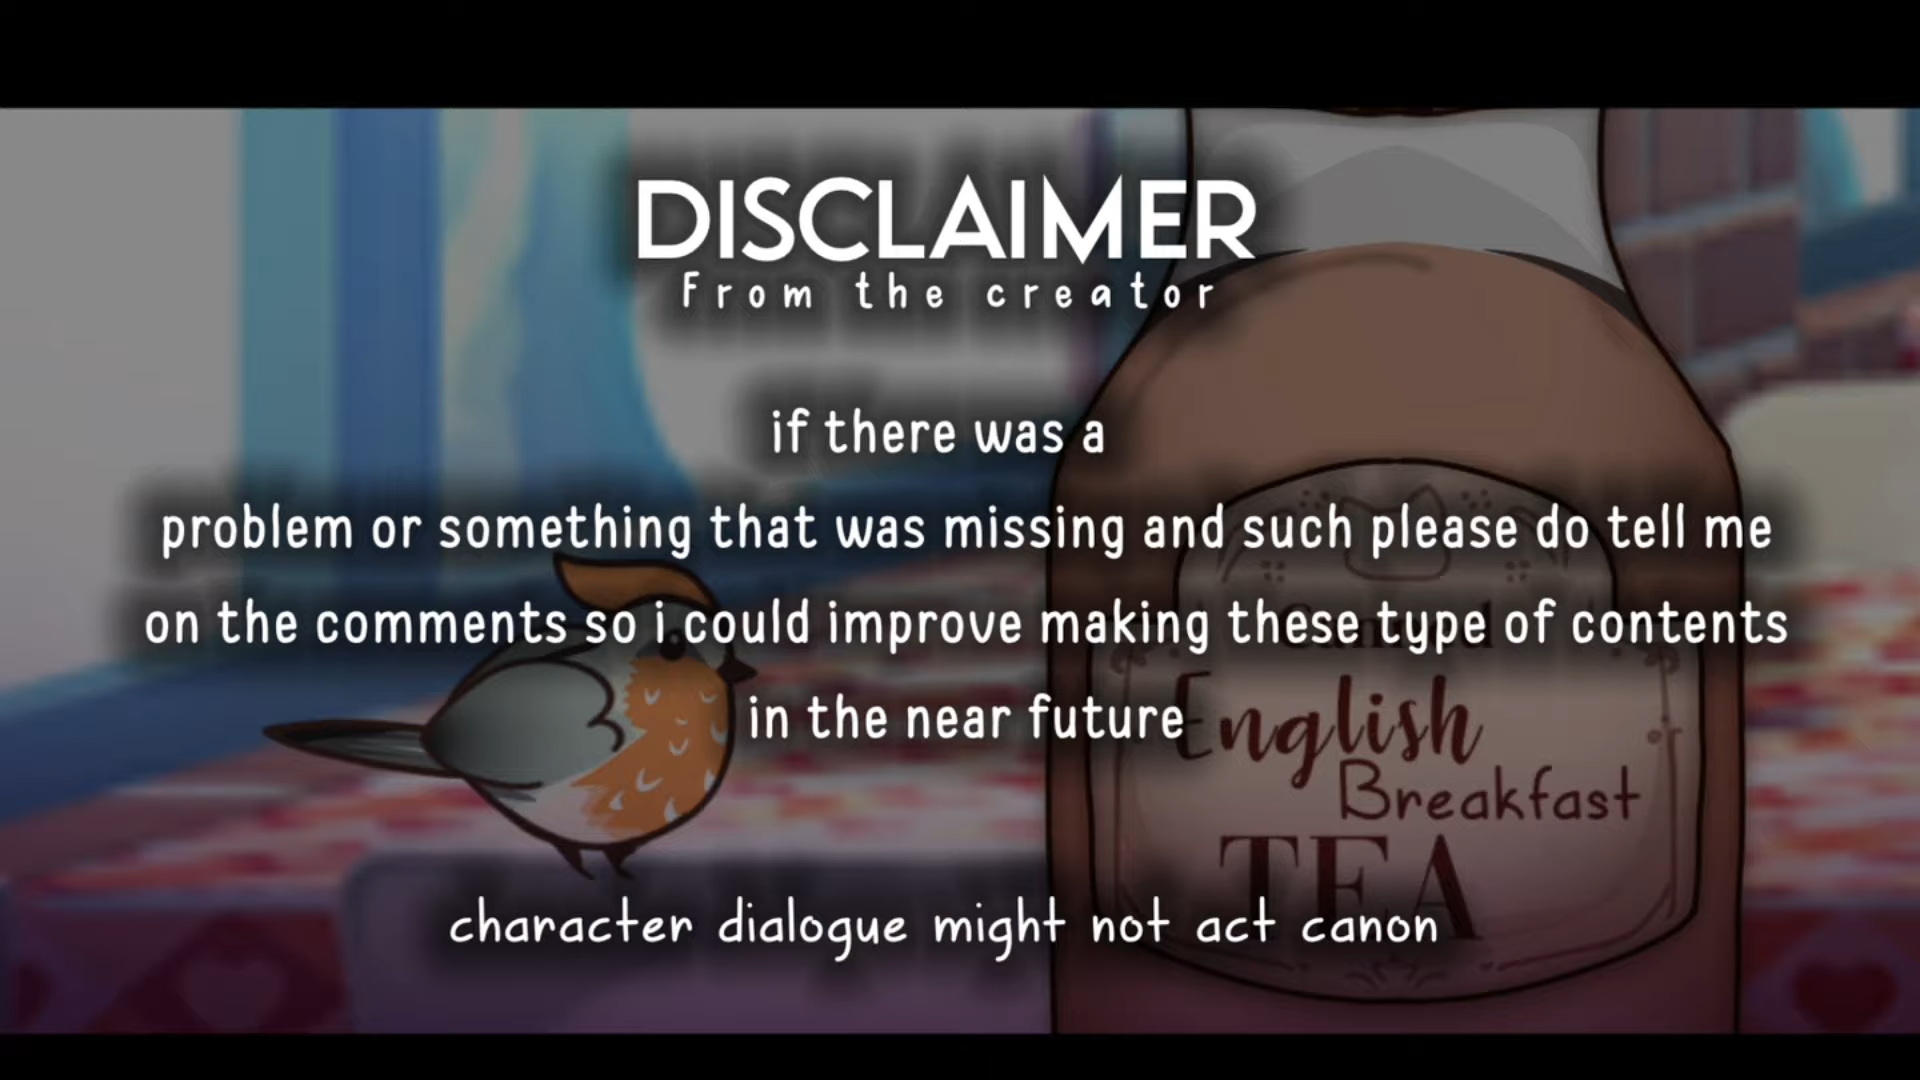 DISCLAIMER
From the creator
if there was a
problem or something that was missing and such please do tell me
on the comments so i could improve making these type of contents
in the near future
English
Breakfast
TEA
character dialogue might not act canon